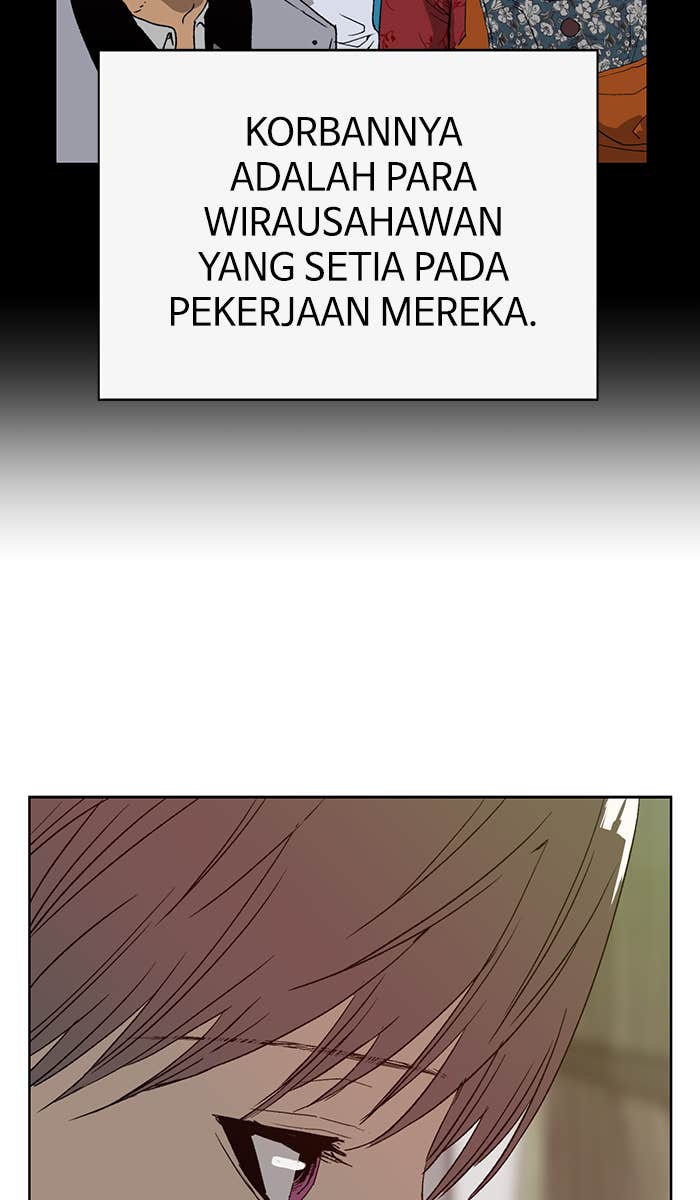 KORBANNYA
ADALAH PARA
WIRAUSAHAWAN
YANG SETIA PADA
PEKERJAAN MEREKA.